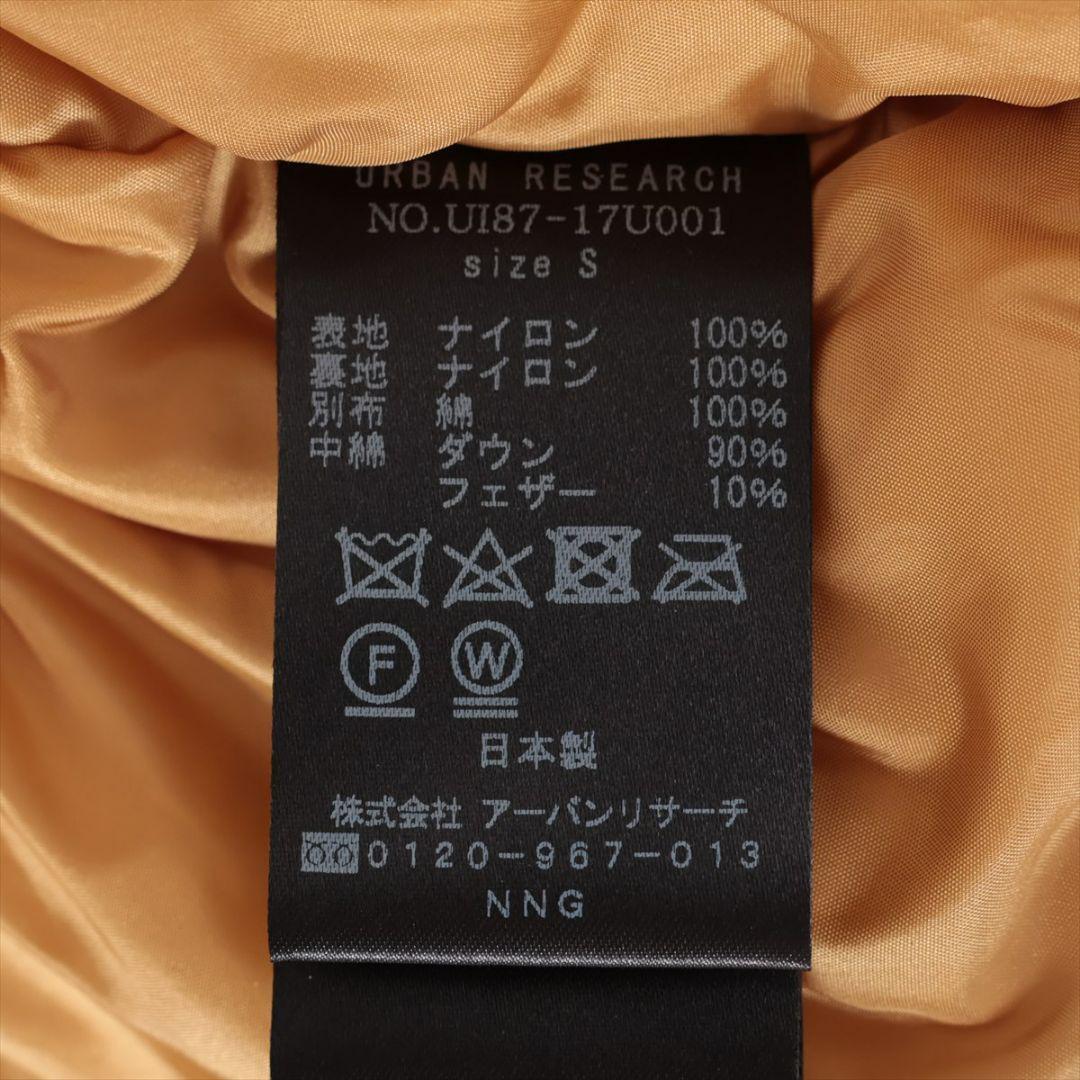 URBAN RESEARCH
NO.UI87-17U001
size S
表地 ナイロン 100%
裏地 ナイロン 100%
別布 綿 100%
中綿 ダウン 90%
フェザー 10%
F W
日本製
株式会社 アーバンリサーチ
0120-967-013
NNG